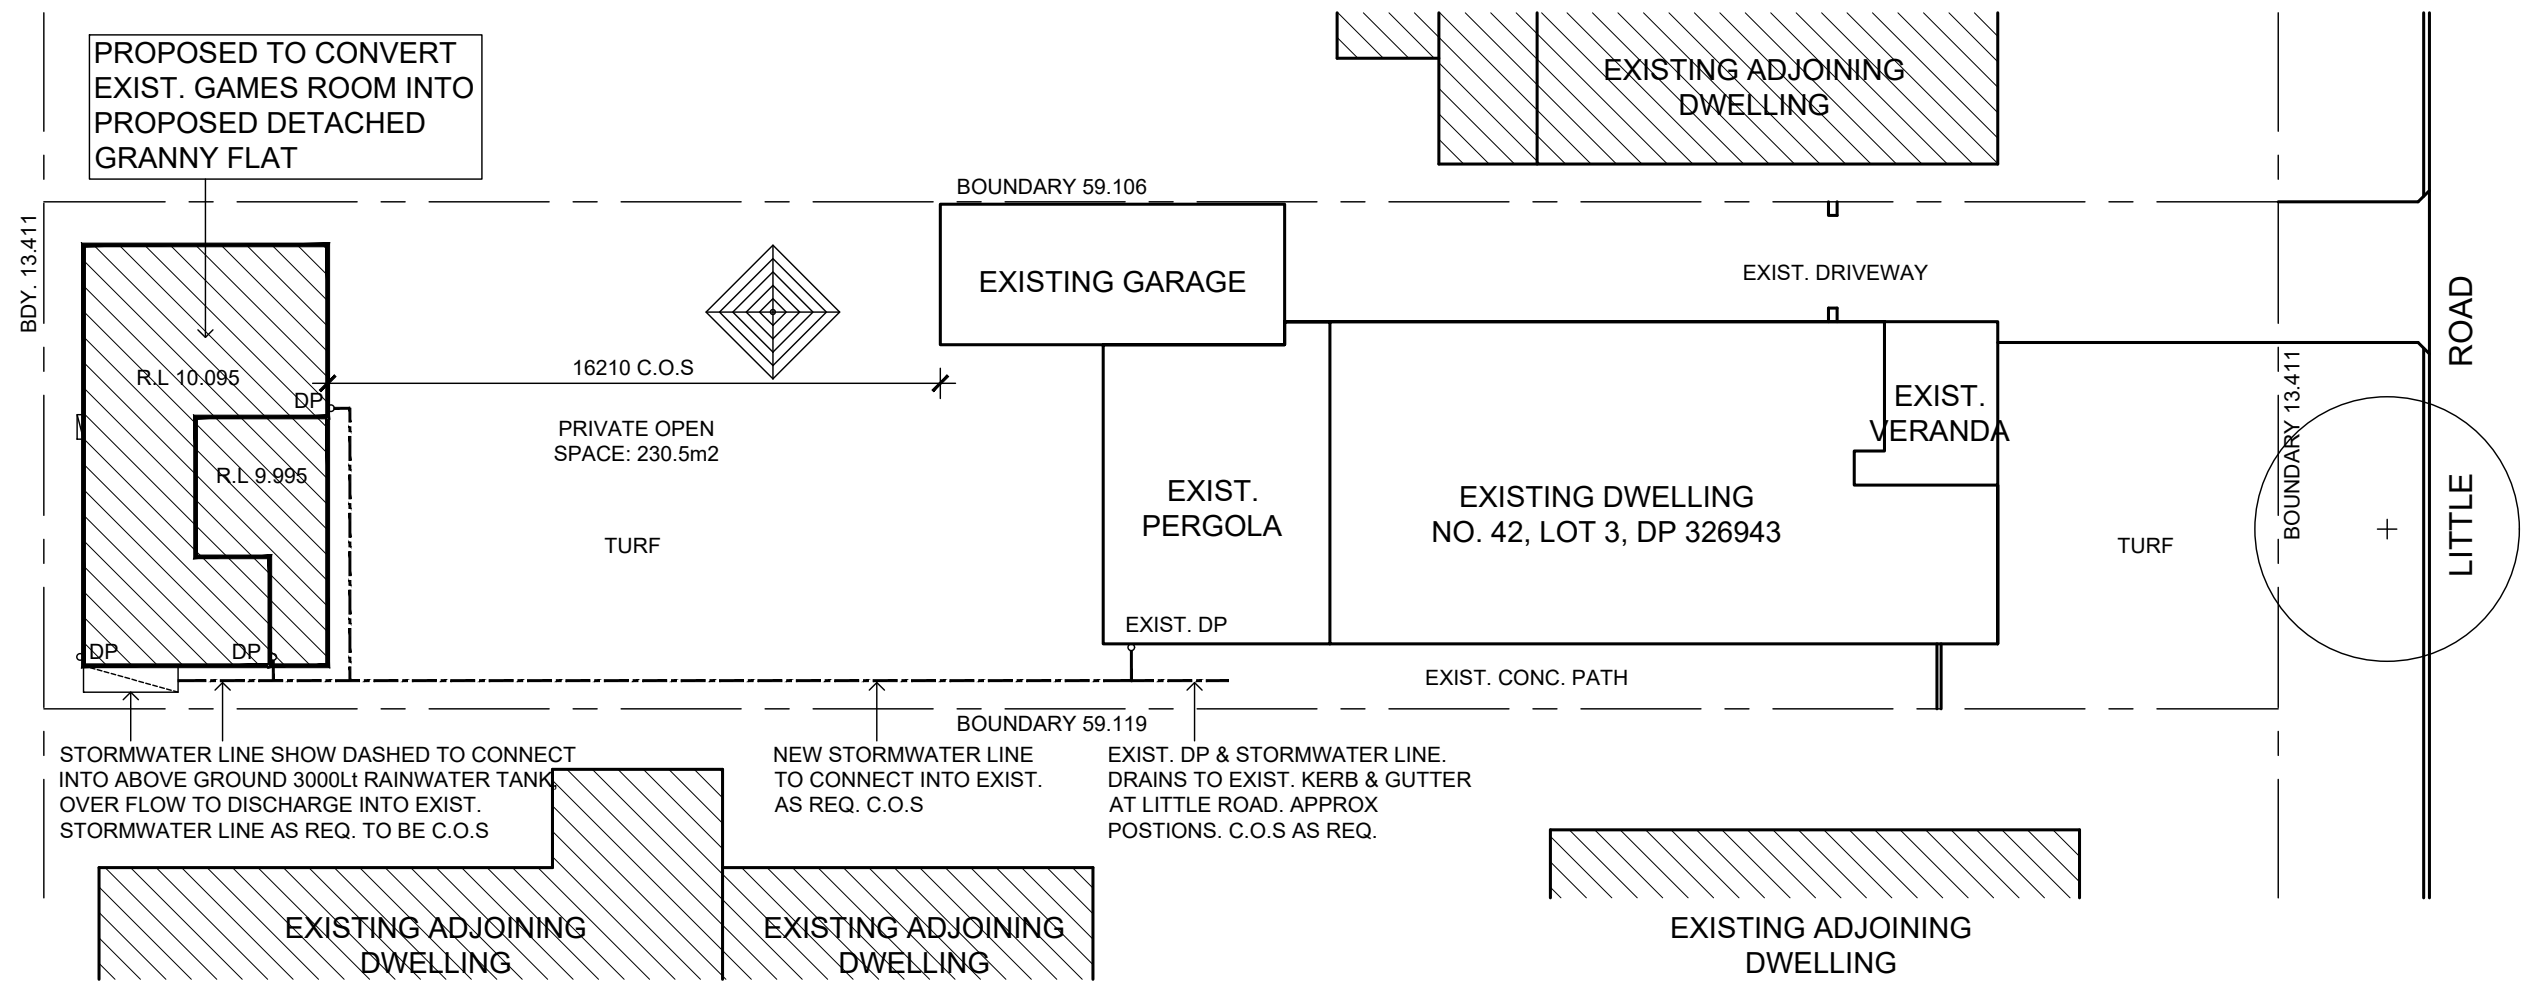 PROPOSED TO CONVERT
EXIST. GAMES ROOM INTO
PROPOSED DETACHED
GRANNY FLAT
EXISTING ADJOINING
DWELLING
BOUNDARY 59.106
BDY. 13.411
EXISTING GARAGE
EXIST. DRIVEWAY
ROAD
LITTLE
BOUNDARY 13.411
16210 C.O.S
R.L 10.095
DP
EXIST.
VERANDA
PRIVATE OPEN
SPACE: 230.5m2
R.L 9.995
EXIST.
PERGOLA
EXISTING DWELLING
NO. 42, LOT 3, DP 326943
TURF
TURF
EXIST. DP
DP
DP
EXIST. CONC. PATH
BOUNDARY 59.119
STORMWATER LINE SHOW DASHED TO CONNECT
INTO ABOVE GROUND 3000Lt RAINWATER TANK,
OVER FLOW TO DISCHARGE INTO EXIST.
STORMWATER LINE AS REQ. TO BE C.O.S
NEW STORMWATER LINE
TO CONNECT INTO EXIST.
AS REQ. C.O.S
EXIST. DP & STORMWATER LINE.
DRAINS TO EXIST. KERB & GUTTER
AT LITTLE ROAD. APPROX
POSTIONS. C.O.S AS REQ.
EXISTING ADJOINING
DWELLING
EXISTING ADJOINING
DWELLING
EXISTING ADJOINING
DWELLING